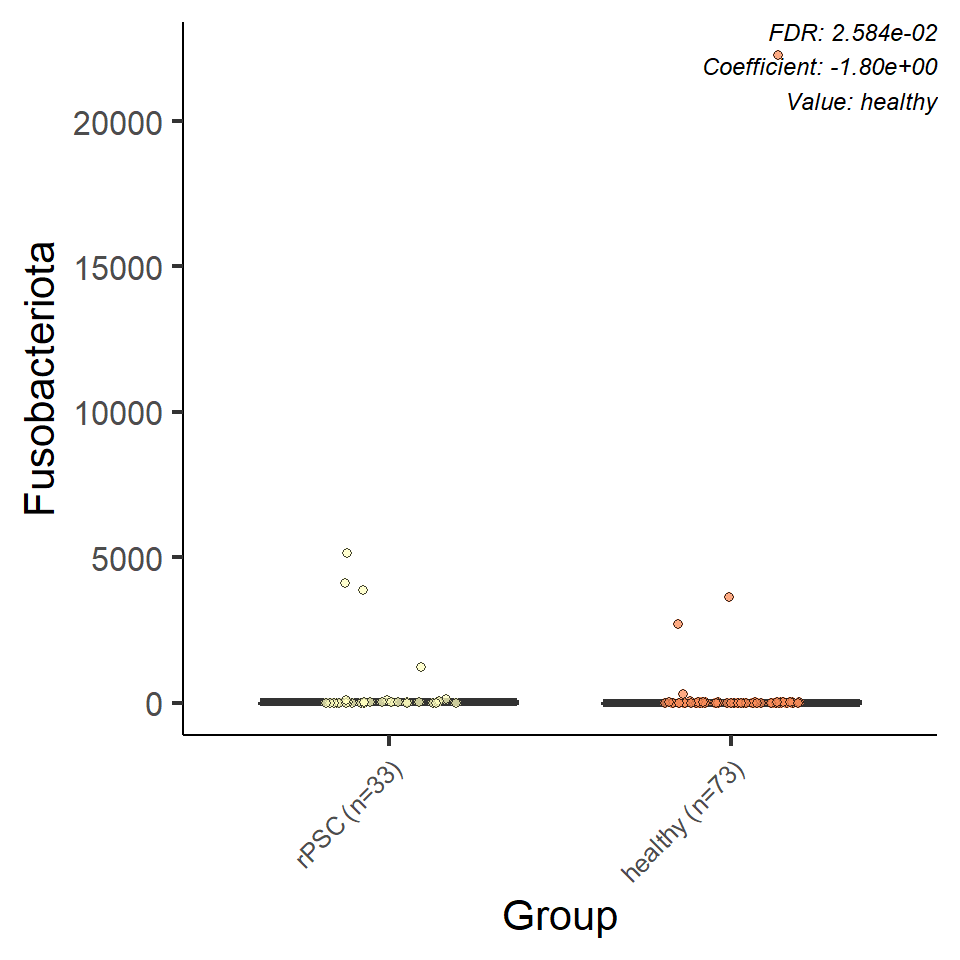 FDR: 2.584e-02
Coefficient: -1.80e+00
Value: healthy
20000
15000
10000
5000
0
Fusobacteriota
rPSC (n=33)
healthy (n=73)
Group